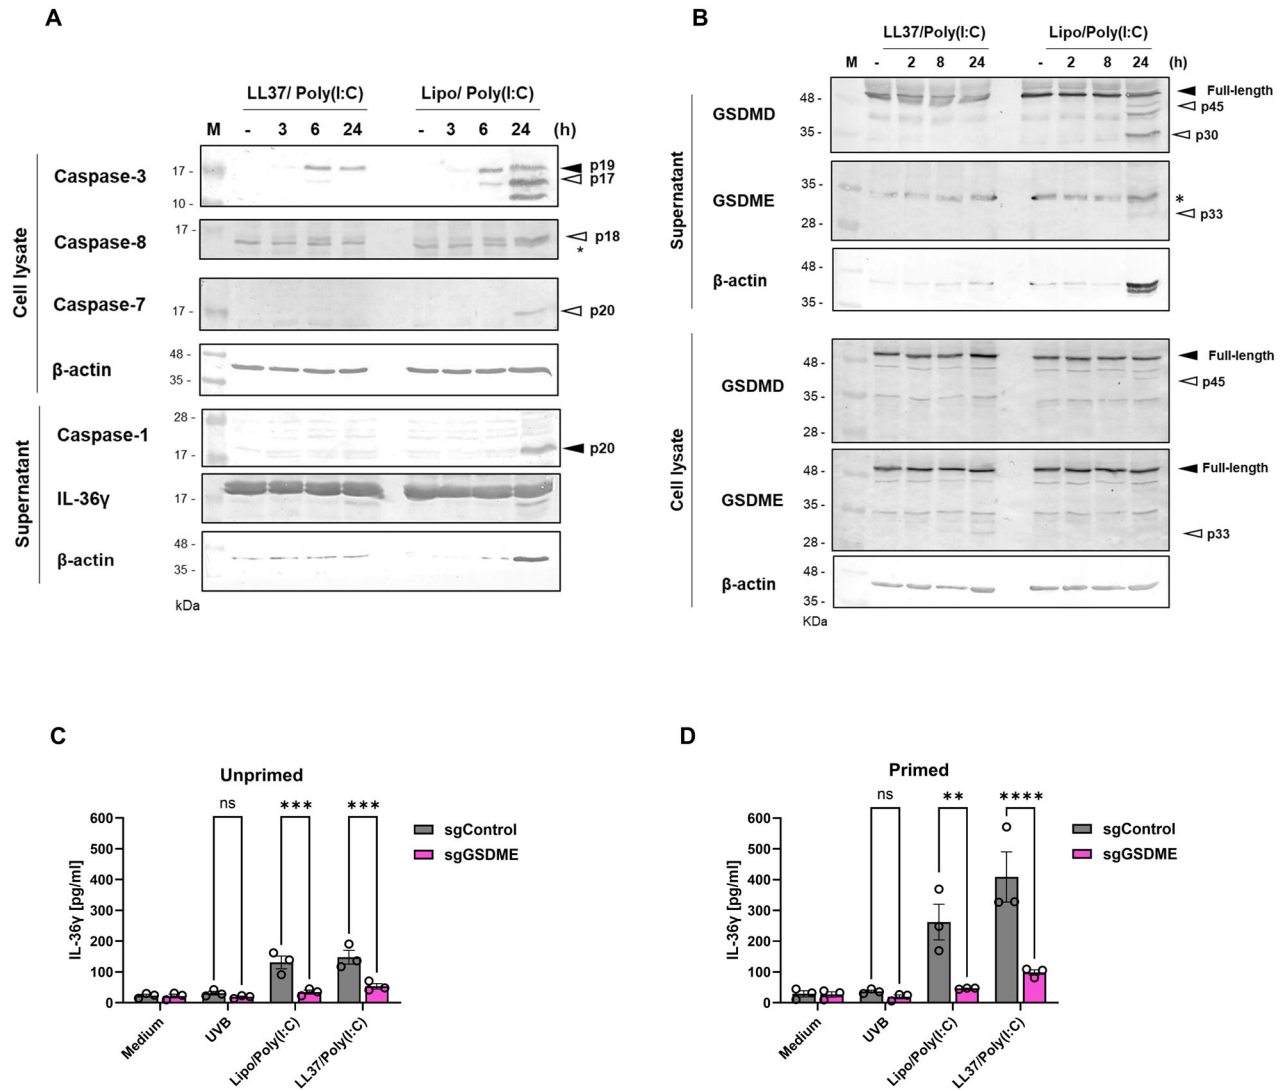 A
LL37/ Poly(I:C) Lipo/ Poly(I:C)
M - 3 6 24 - 3 6 24 (h)
Cell lysate
Caspase-3 17 - 10 - p19 p17
Caspase-8 17 - p18 *
Caspase-7 17 - p20
β-actin 48 - 35 -
Supernatant
Caspase-1 28 - 17 - p20
IL-36γ 17 -
β-actin 48 - 35 -
kDa
B
LL37/Poly(I:C) Lipo/Poly(I:C)
M - 2 8 24 - 2 8 24 (h)
Supernatant
GSDMD 48 - 35 - Full-length p45 p30
GSDME 35 - 28 - * p33
β-actin 48 - 35 -
Cell lysate
GSDMD 48 - 35 - 28 - Full-length p45
GSDME 48 - 35 - 28 - Full-length p33
β-actin 48 - 35 -
KDa
C
Unprimed
ns *** ***
IL-36γ [pg/ml]
600
500
400
300
200
100
0
Medium UVB Lipo/Poly(I:C) LL37/Poly(I:C)
sgControl
sgGSDME
D
Primed
ns ** ****
IL-36γ [pg/ml]
600
500
400
300
200
100
0
Medium UVB Lipo/Poly(I:C) LL37/Poly(I:C)
sgControl
sgGSDME